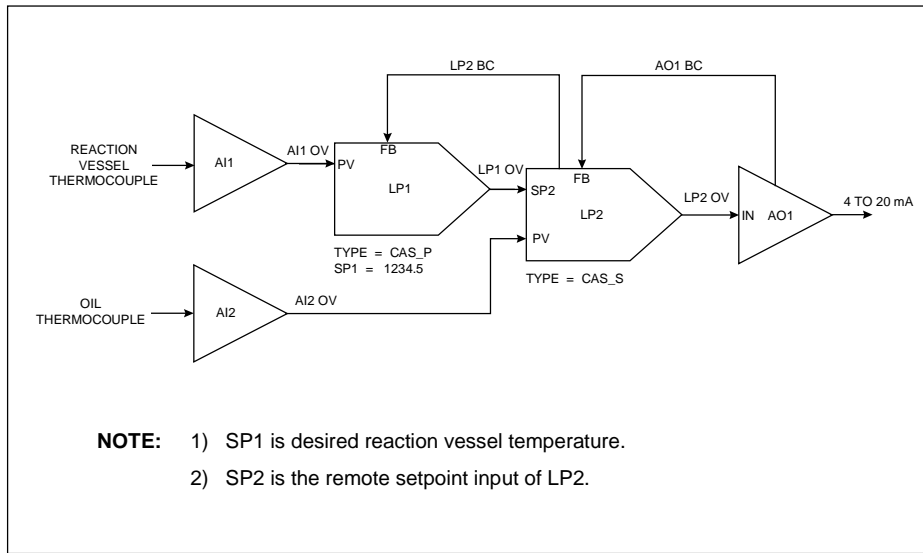 LP2 BC
AO1 BC
REACTION
VESSEL
THERMOCOUPLE
AI1
AI1 OV
PV
FB
LP1
LP1 OV
SP2
FB
LP2
PV
LP2 OV
IN
AO1
4 TO 20 mA
TYPE = CAS_P
SP1 = 1234.5
TYPE = CAS_S
OIL
THERMOCOUPLE
AI2
AI2 OV
NOTE: 1) SP1 is desired reaction vessel temperature.
2) SP2 is the remote setpoint input of LP2.